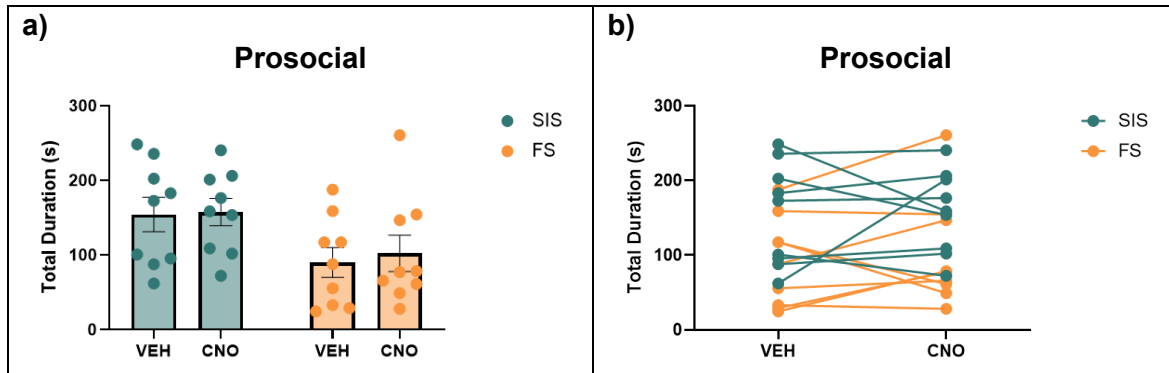 a)
Prosocial
Total Duration (s)
300
200
100
0
VEH CNO VEH CNO
SIS
FS
b)
Prosocial
Total Duration (s)
300
200
100
0
VEH CNO
SIS
FS